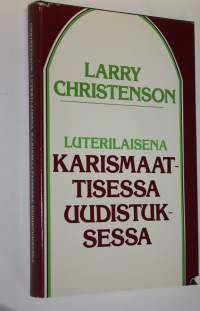 LARRY
CHRISTENSON
LUTERILAISENA
KARISMAAT-
TISESSA
UUDISTUK-
SESSA